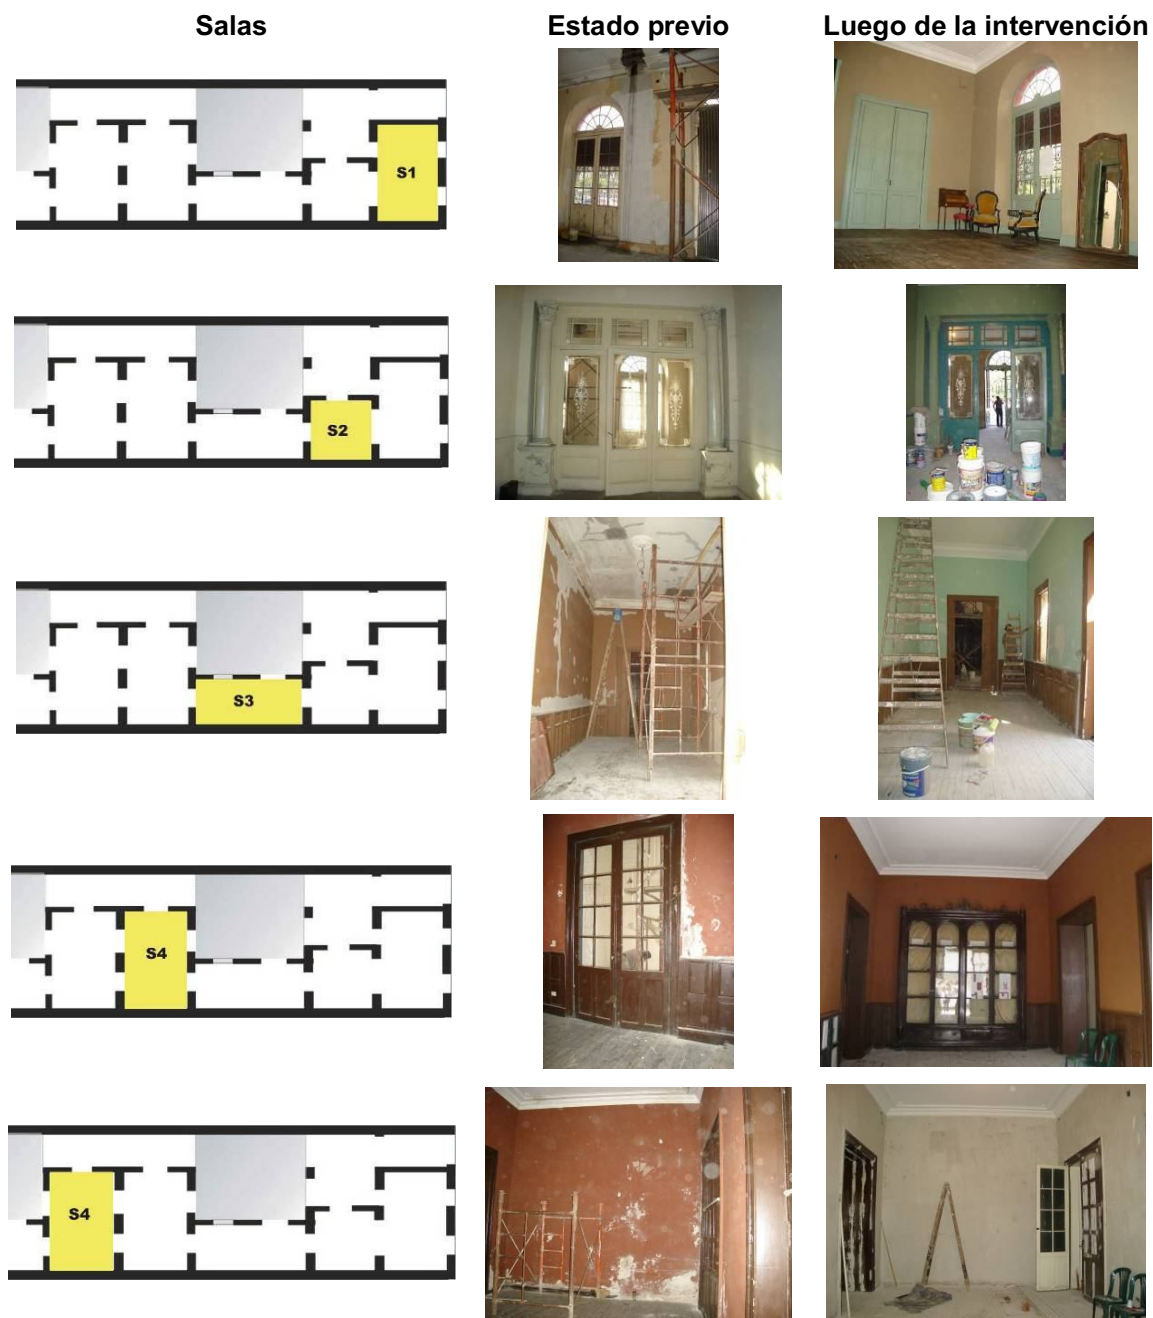 Salas Estado previo Luego de la intervención
S1
S2
S3
S4
S4